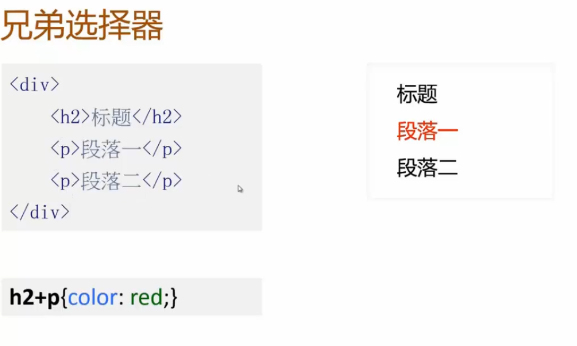 兄弟选择器
<div>
<h2>标题</h2>
<p>段落一</p>
<p>段落二</p>
</div>
标题
段落一
段落二
h2+p{color: red;}